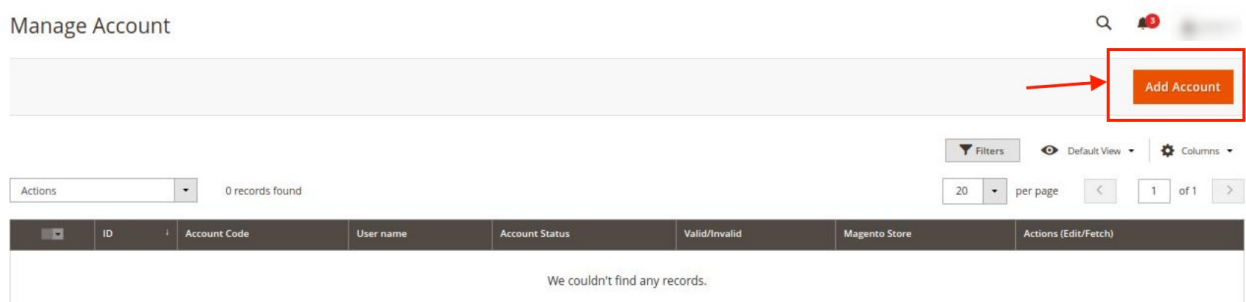 Manage Account
3
Add Account
Filters
Default View
Columns
Actions
0 records found
20
per page
1
of 1
ID
Account Code
User name
Account Status
Valid/Invalid
Magento Store
Actions (Edit/Fetch)
We couldn't find any records.